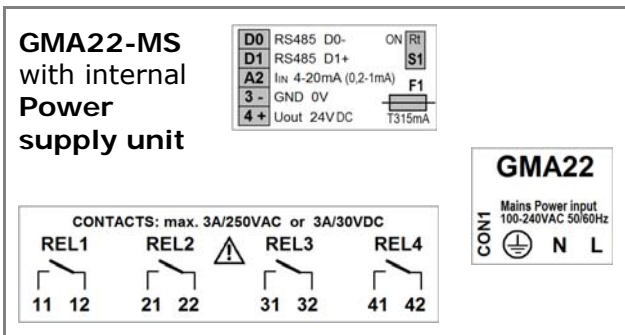 GMA22-MS
with internal
Power
supply unit
D0 RS485 D0- ON Rt
D1 RS485 D1+ S1
A2 IIN 4-20mA (0,2-1mA)
F1
3 - GND 0V
4 + Uout 24VDC T315mA
GMA22
Mains Power input
100-240VAC 50/60Hz
CON1
N L
CONTACTS: max. 3A/250VAC or 3A/30VDC
REL1 REL2 REL3 REL4
11 12 21 22 31 32 41 42